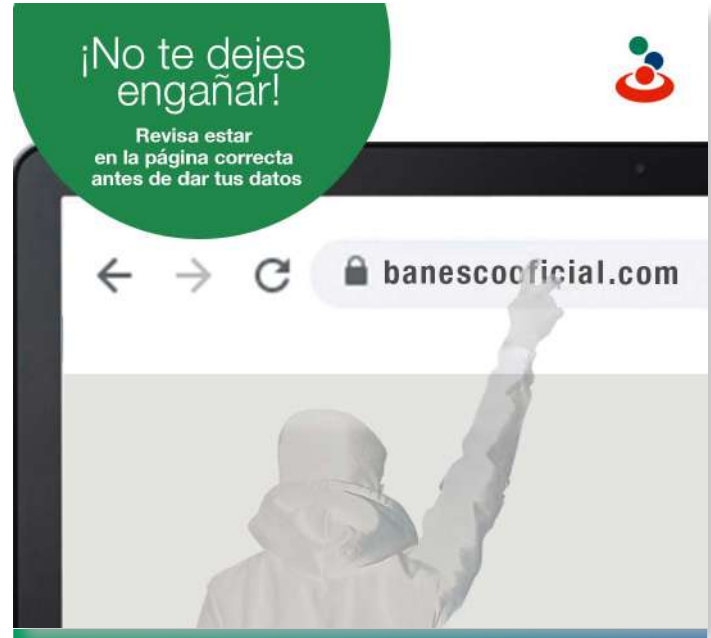 ¡No te dejes
engañar!
Revisa estar
en la página correcta
antes de dar tus datos
banescooficial.com